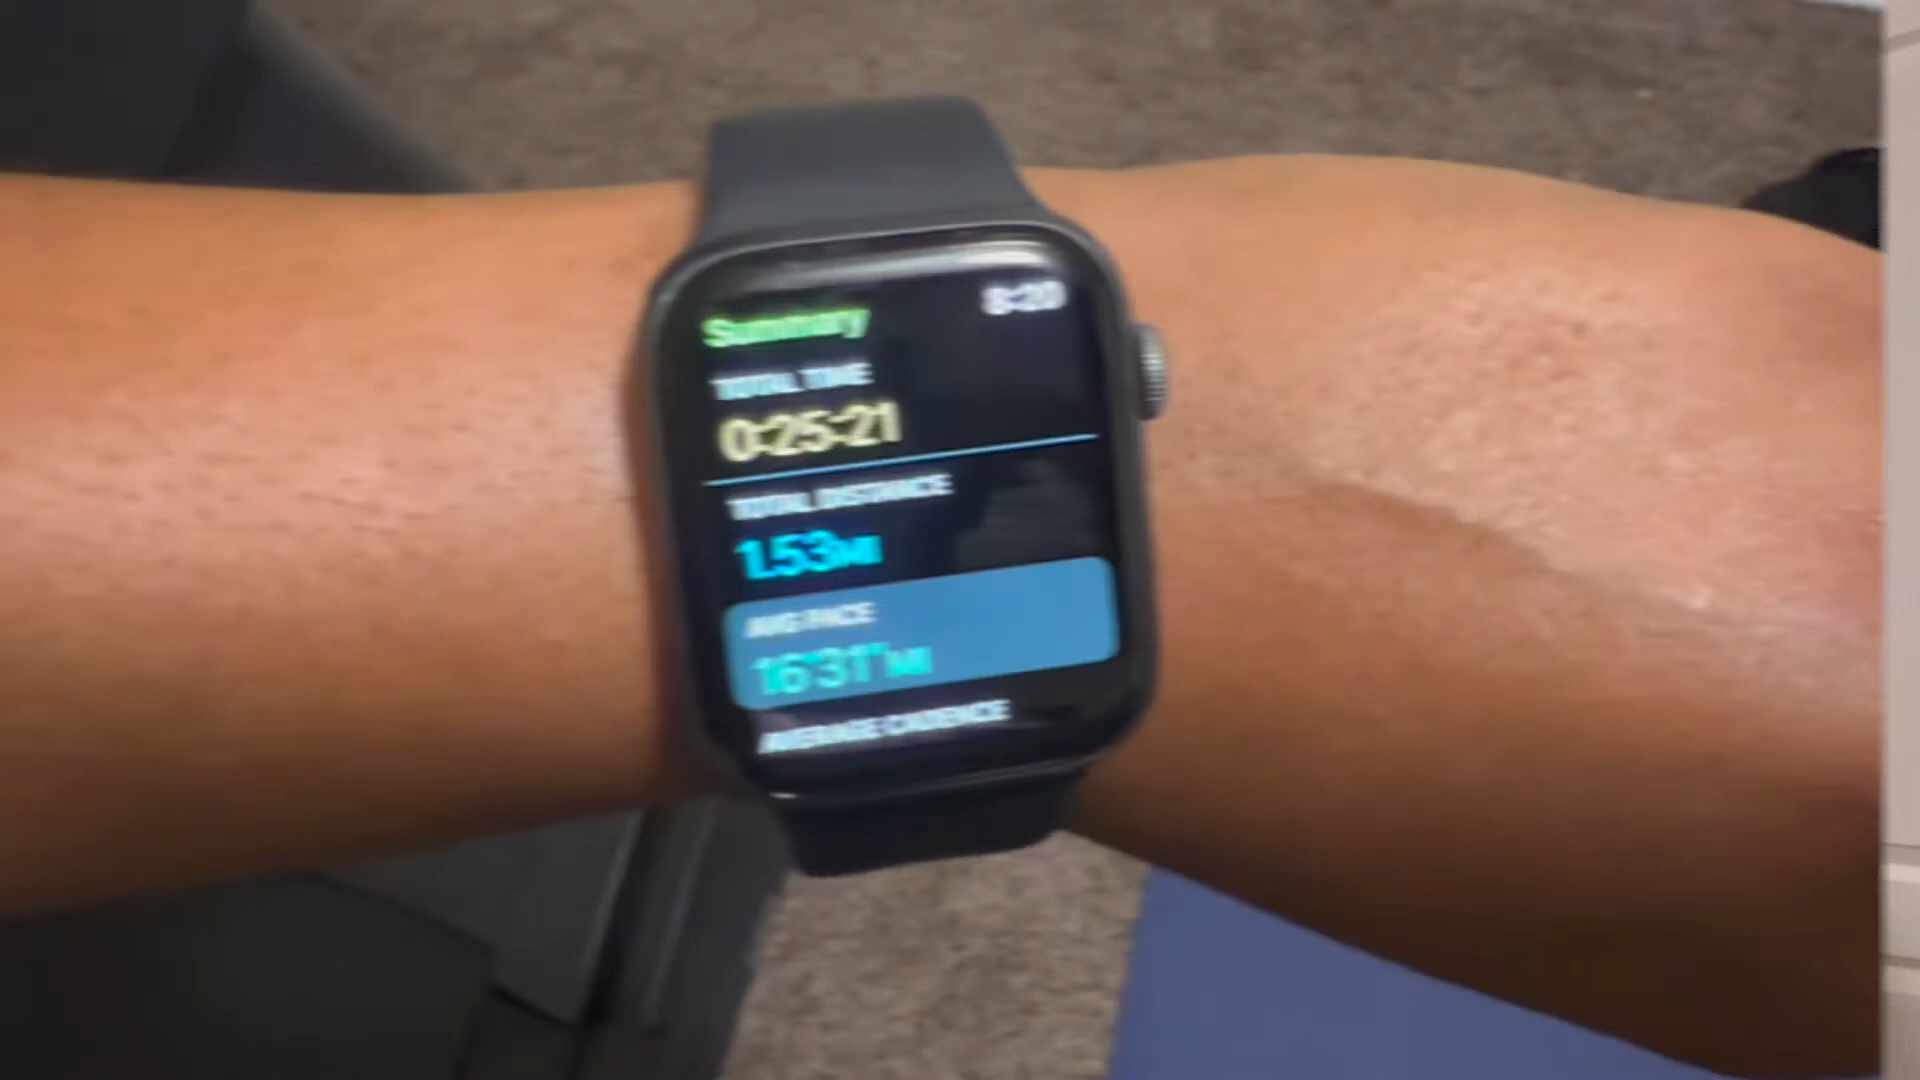 8:20
Summary
TOTAL TIME
0:25:21
TOTAL DISTANCE
1.53MI
AVG PACE
16'31"MI
AVERAGE CADENCE